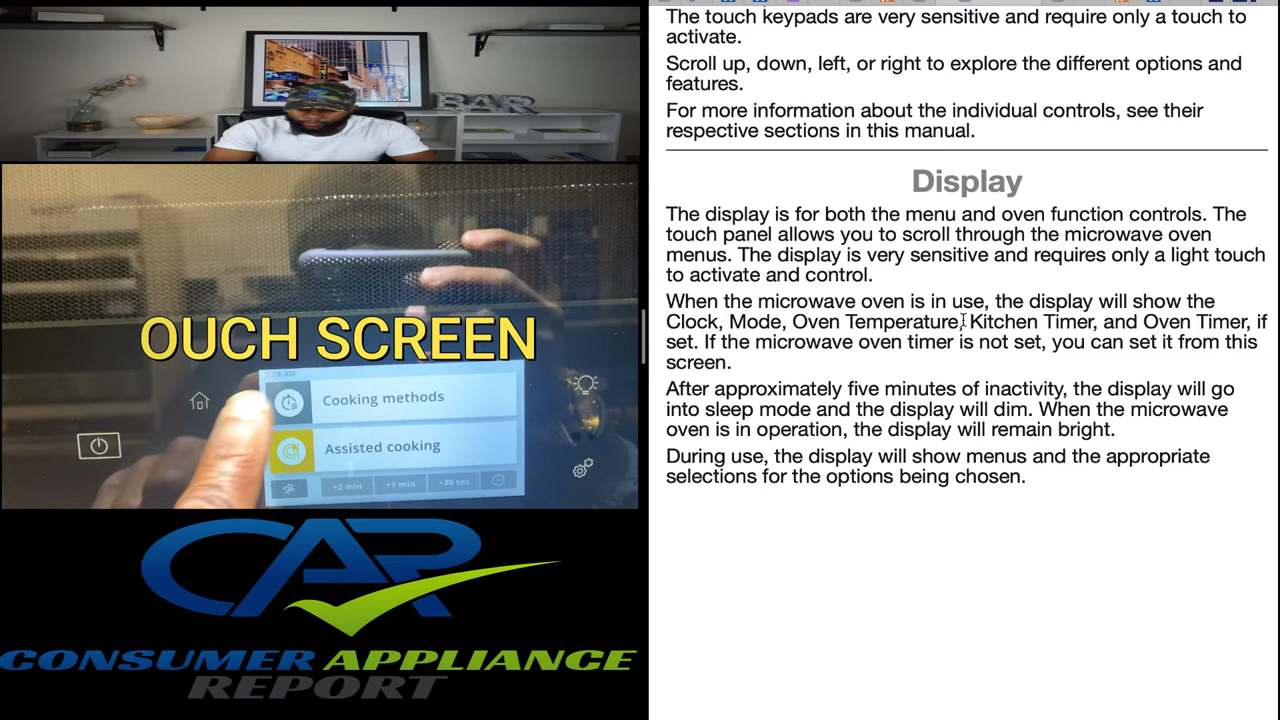 BAR
OUCH SCREEN
1:28 AM
Cooking methods
Assisted cooking
+2 min
+1 min
+30 sec
CAR
CONSUMER APPLIANCE
REPORT
The touch keypads are very sensitive and require only a touch to
activate.
Scroll up, down, left, or right to explore the different options and
features.
For more information about the individual controls, see their
respective sections in this manual.
Display
The display is for both the menu and oven function controls. The
touch panel allows you to scroll through the microwave oven
menus. The display is very sensitive and requires only a light touch
to activate and control.
When the microwave oven is in use, the display will show the
Clock, Mode, Oven Temperature, Kitchen Timer, and Oven Timer, if
set. If the microwave oven timer is not set, you can set it from this
screen.
After approximately five minutes of inactivity, the display will go
into sleep mode and the display will dim. When the microwave
oven is in operation, the display will remain bright.
During use, the display will show menus and the appropriate
selections for the options being chosen.